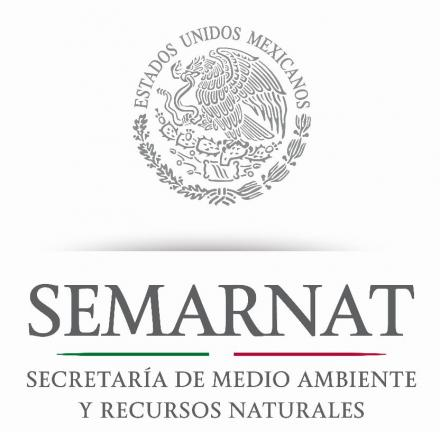 ESTADOS UNIDOS MEXICANOS
SEMARNAT
SECRETARÍA DE MEDIO AMBIENTE
Y RECURSOS NATURALES